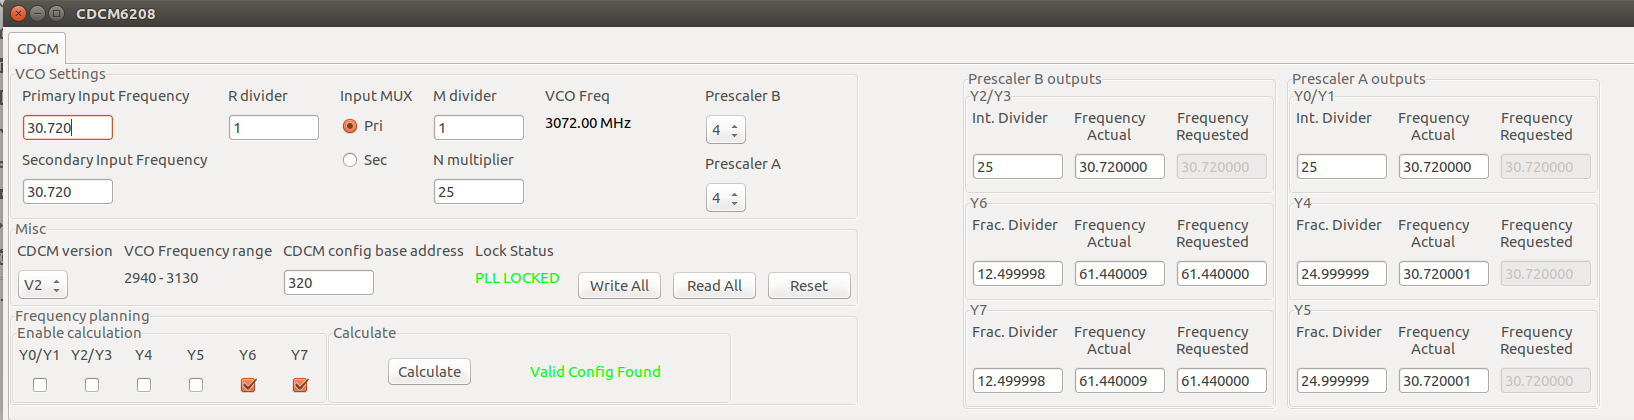 CDCM6208
CDCM
VCO Settings
Primary Input Frequency R divider Input MUX M divider VCO Freq Prescaler B
30.720 1 Pri 1 3072.00 MHz 4
Secondary Input Frequency Sec N multiplier Prescaler A
30.720 25 4
Misc
CDCM version VCO Frequency range CDCM config base address Lock Status
V2 2940 - 3130 320 PLL LOCKED Write All Read All Reset
Frequency planning
Enable calculation
Y0/Y1 Y2/Y3 Y4 Y5 Y6 Y7
Calculate
Calculate Valid Config Found
Prescaler B outputs
Y2/Y3
Int. Divider Frequency Actual Frequency Requested
25 30.720000 30.720000
Y6
Frac. Divider Frequency Actual Frequency Requested
12.499998 61.440009 61.440000
Y7
Frac. Divider Frequency Actual Frequency Requested
12.499998 61.440009 61.440000
Prescaler A outputs
Y0/Y1
Int. Divider Frequency Actual Frequency Requested
25 30.720000 30.720000
Y4
Frac. Divider Frequency Actual Frequency Requested
24.999999 30.720001 30.720000
Y5
Frac. Divider Frequency Actual Frequency Requested
24.999999 30.720001 30.720000